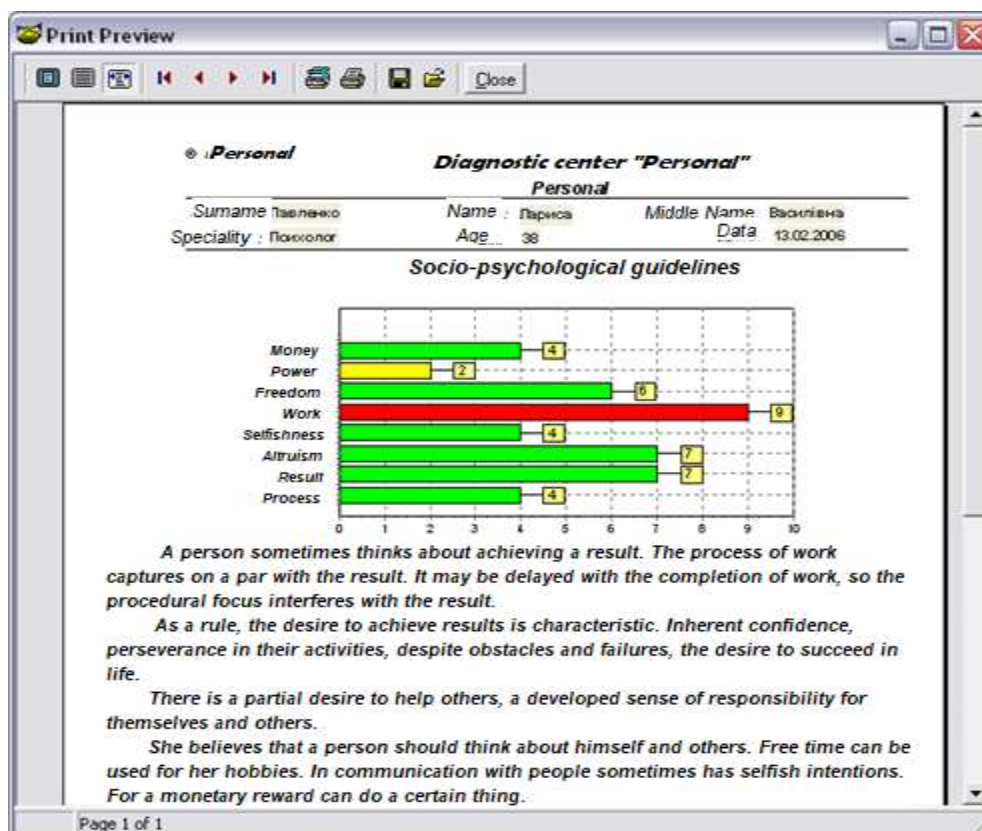 Print Preview
Close
® Personal
Diagnostic center "Personal"
Personal
Surname Павленко Name : Лариса Middle Name Василівна
Speciality : Психолог Age 38 Data 13.02.2006
Socio-psychological guidelines
Money 4
Power 2
Freedom 6
Work 9
Selfishness 4
Altruism 7
Result 7
Process 4
0 1 2 3 4 5 6 7 8 9 10
A person sometimes thinks about achieving a result. The process of work
captures on a par with the result. It may be delayed with the completion of work, so the
procedural focus interferes with the result.
As a rule, the desire to achieve results is characteristic. Inherent confidence,
perseverance in their activities, despite obstacles and failures, the desire to succeed in
life.
There is a partial desire to help others, a developed sense of responsibility for
themselves and others.
She believes that a person should think about himself and others. Free time can be
used for her hobbies. In communication with people sometimes has selfish intentions.
For a monetary reward can do a certain thing.
Page 1 of 1